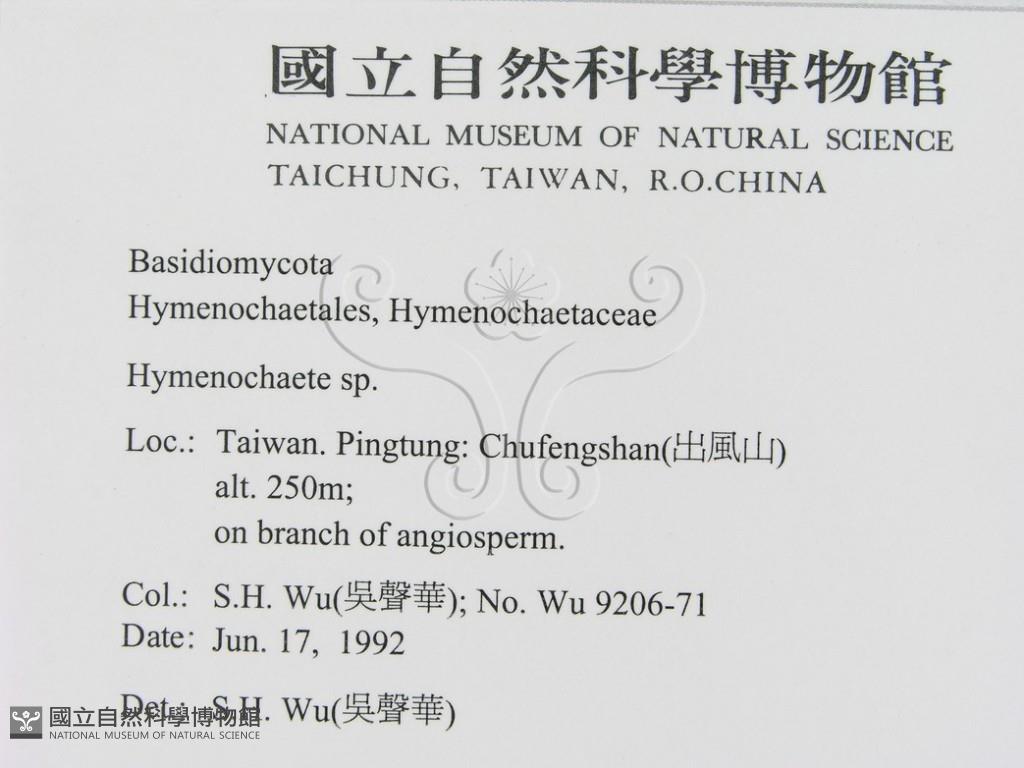 國立自然科學博物館
NATIONAL MUSEUM OF NATURAL SCIENCE
TAICHUNG, TAIWAN, R.O.CHINA
Basidiomycota
Hymenochaetales, Hymenochaetaceae
Hymenochaete sp.
Loc.: Taiwan. Pingtung: Chufengshan(出風山)
alt. 250m;
on branch of angiosperm.
Col.: S.H. Wu(吳聲華); No. Wu 9206-71
Date: Jun. 17, 1992
Det.: S.H. Wu(吳聲華)
國立自然科學博物館
NATIONAL MUSEUM OF NATURAL SCIENCE